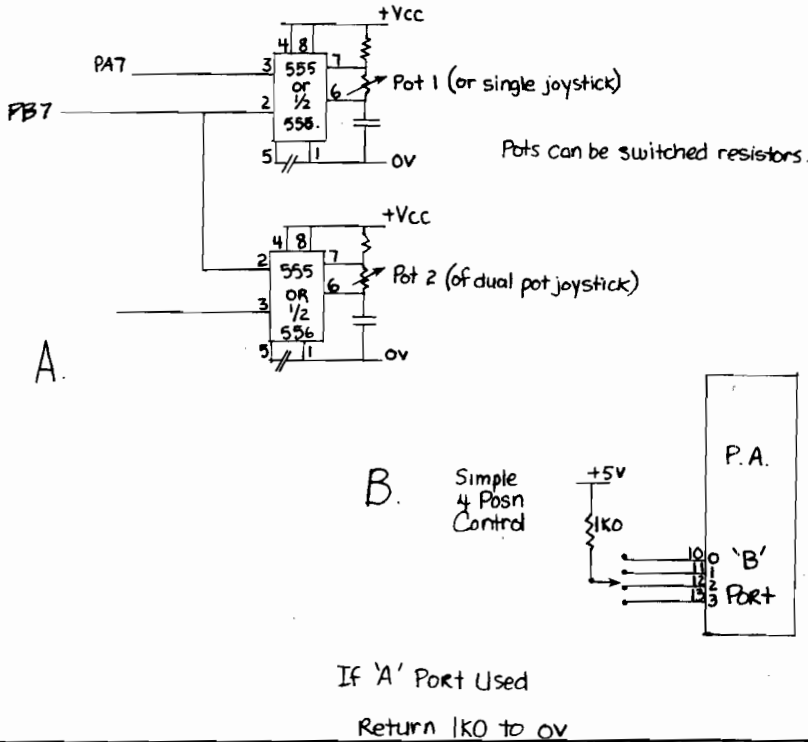 +Vcc
4 8
7
PA7
3
555
or
1/2
556.
6
Pot 1 (or single joystick)
PB7
2
5
1
0V
Pots can be switched resistors.
+Vcc
4 8
7
2
555
OR
1/2
556
6
Pot 2 (of dual pot joystick)
3
5
1
0V
A.
P.A.
B.
Simple
4 Posn
Control
+5V
1K0
10 0 'B'
11 1
12 2
13 3 Port
If 'A' Port Used
Return 1K0 to 0V